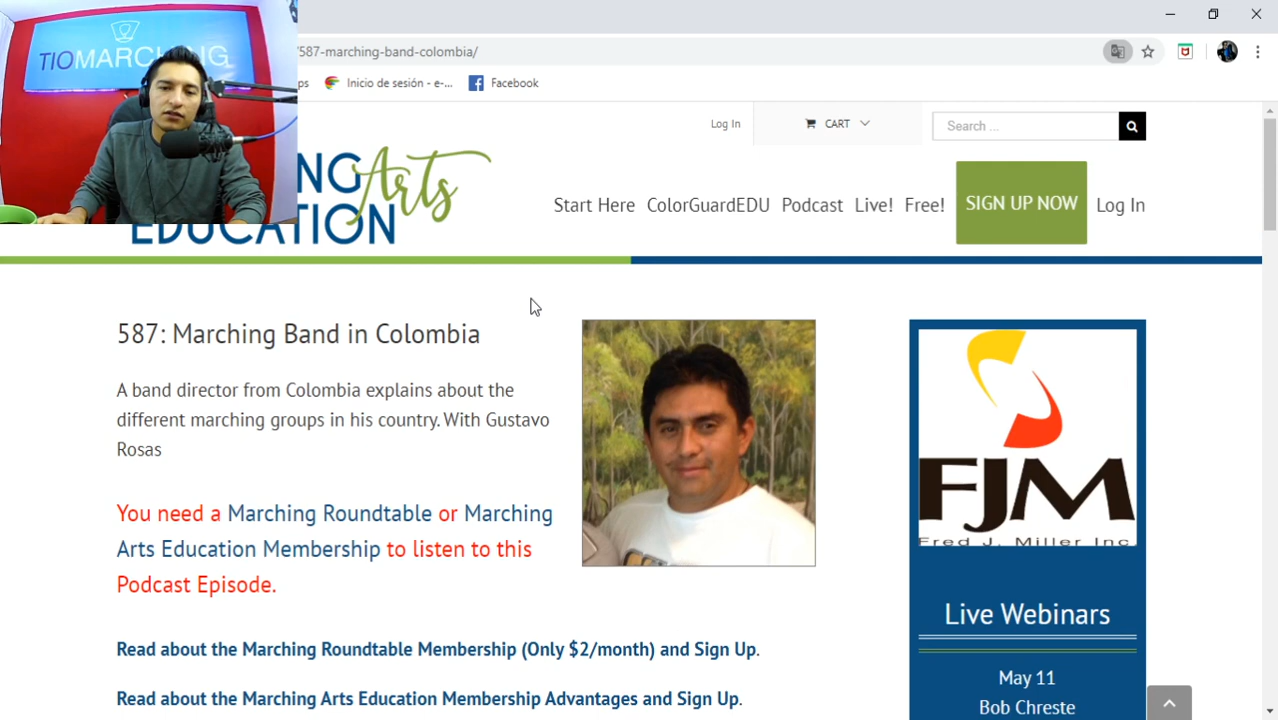 TIOMARCHING
/587-marching-band-colombia/
ps
Inicio de sesión - e-...
Facebook
Log In
CART
Search ...
NG Arts
EDUCATION
Start Here
ColorGuardEDU
Podcast
Live!
Free!
SIGN UP NOW
Log In
587: Marching Band in Colombia
A band director from Colombia explains about the
different marching groups in his country. With Gustavo
Rosas
You need a Marching Roundtable or Marching
Arts Education Membership to listen to this
Podcast Episode.
Read about the Marching Roundtable Membership (Only $2/month) and Sign Up.
Read about the Marching Arts Education Membership Advantages and Sign Up.
FJM
Fred J. Miller Inc
Live Webinars
May 11
Bob Chreste